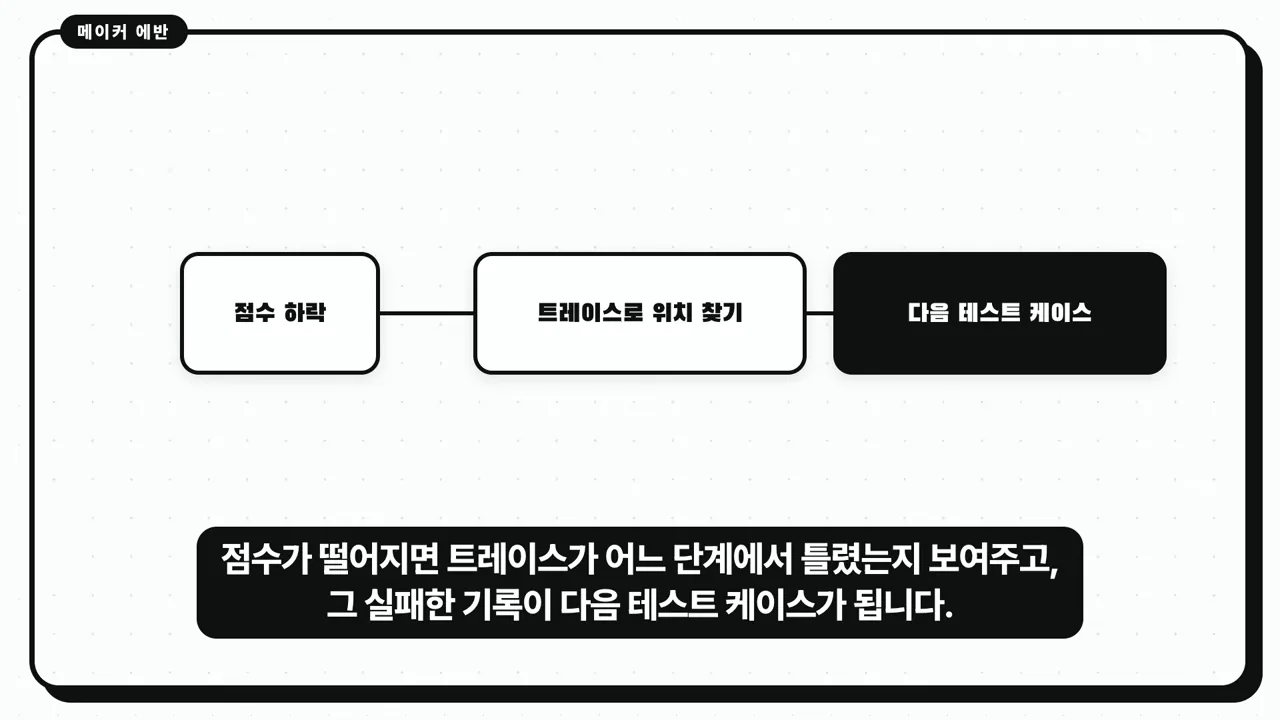 메이커 에반
점수 하락
트레이스로 위치 찾기
다음 테스트 케이스
점수가 떨어지면 트레이스가 어느 단계에서 틀렸는지 보여주고,
그 실패한 기록이 다음 테스트 케이스가 됩니다.